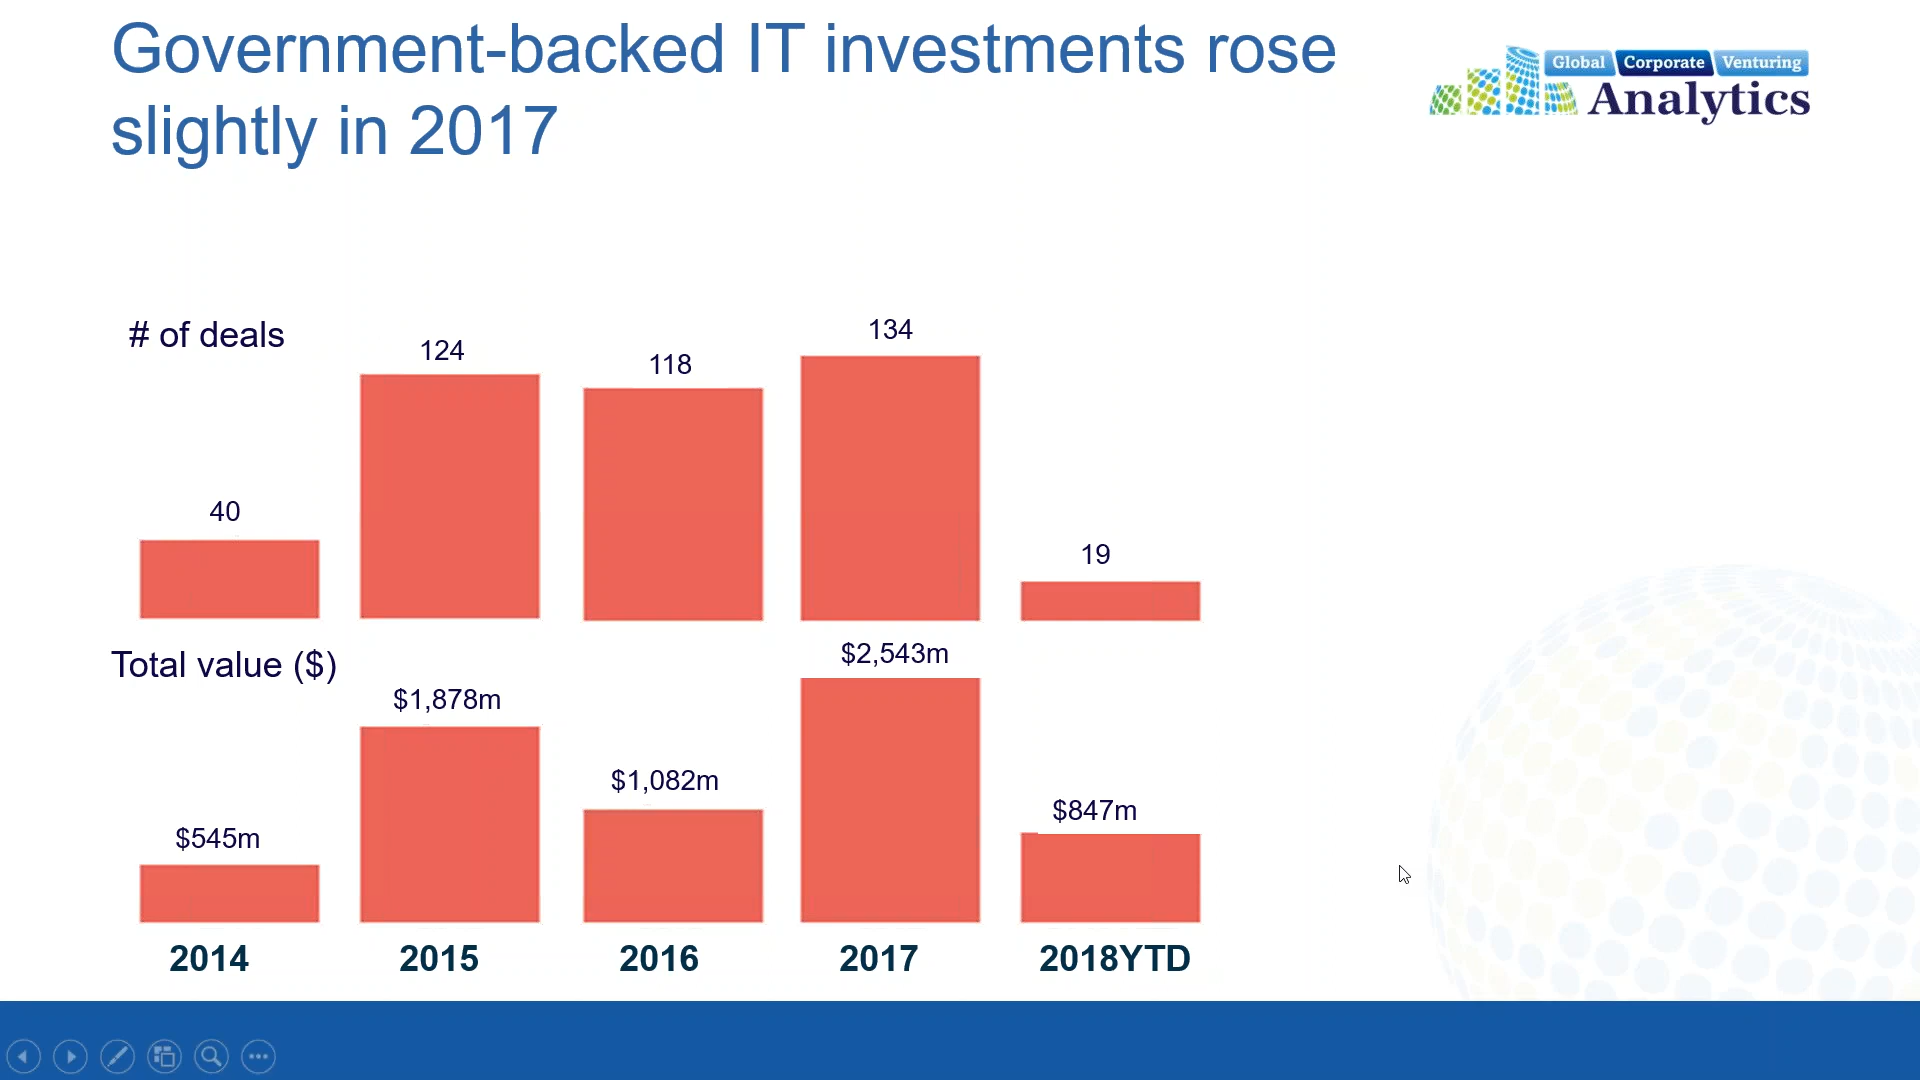 Government-backed IT investments rose
slightly in 2017
Global Corporate Venturing
Analytics
# of deals
40
124
118
134
19
Total value ($)
$545m
$1,878m
$1,082m
$2,543m
$847m
2014
2015
2016
2017
2018YTD